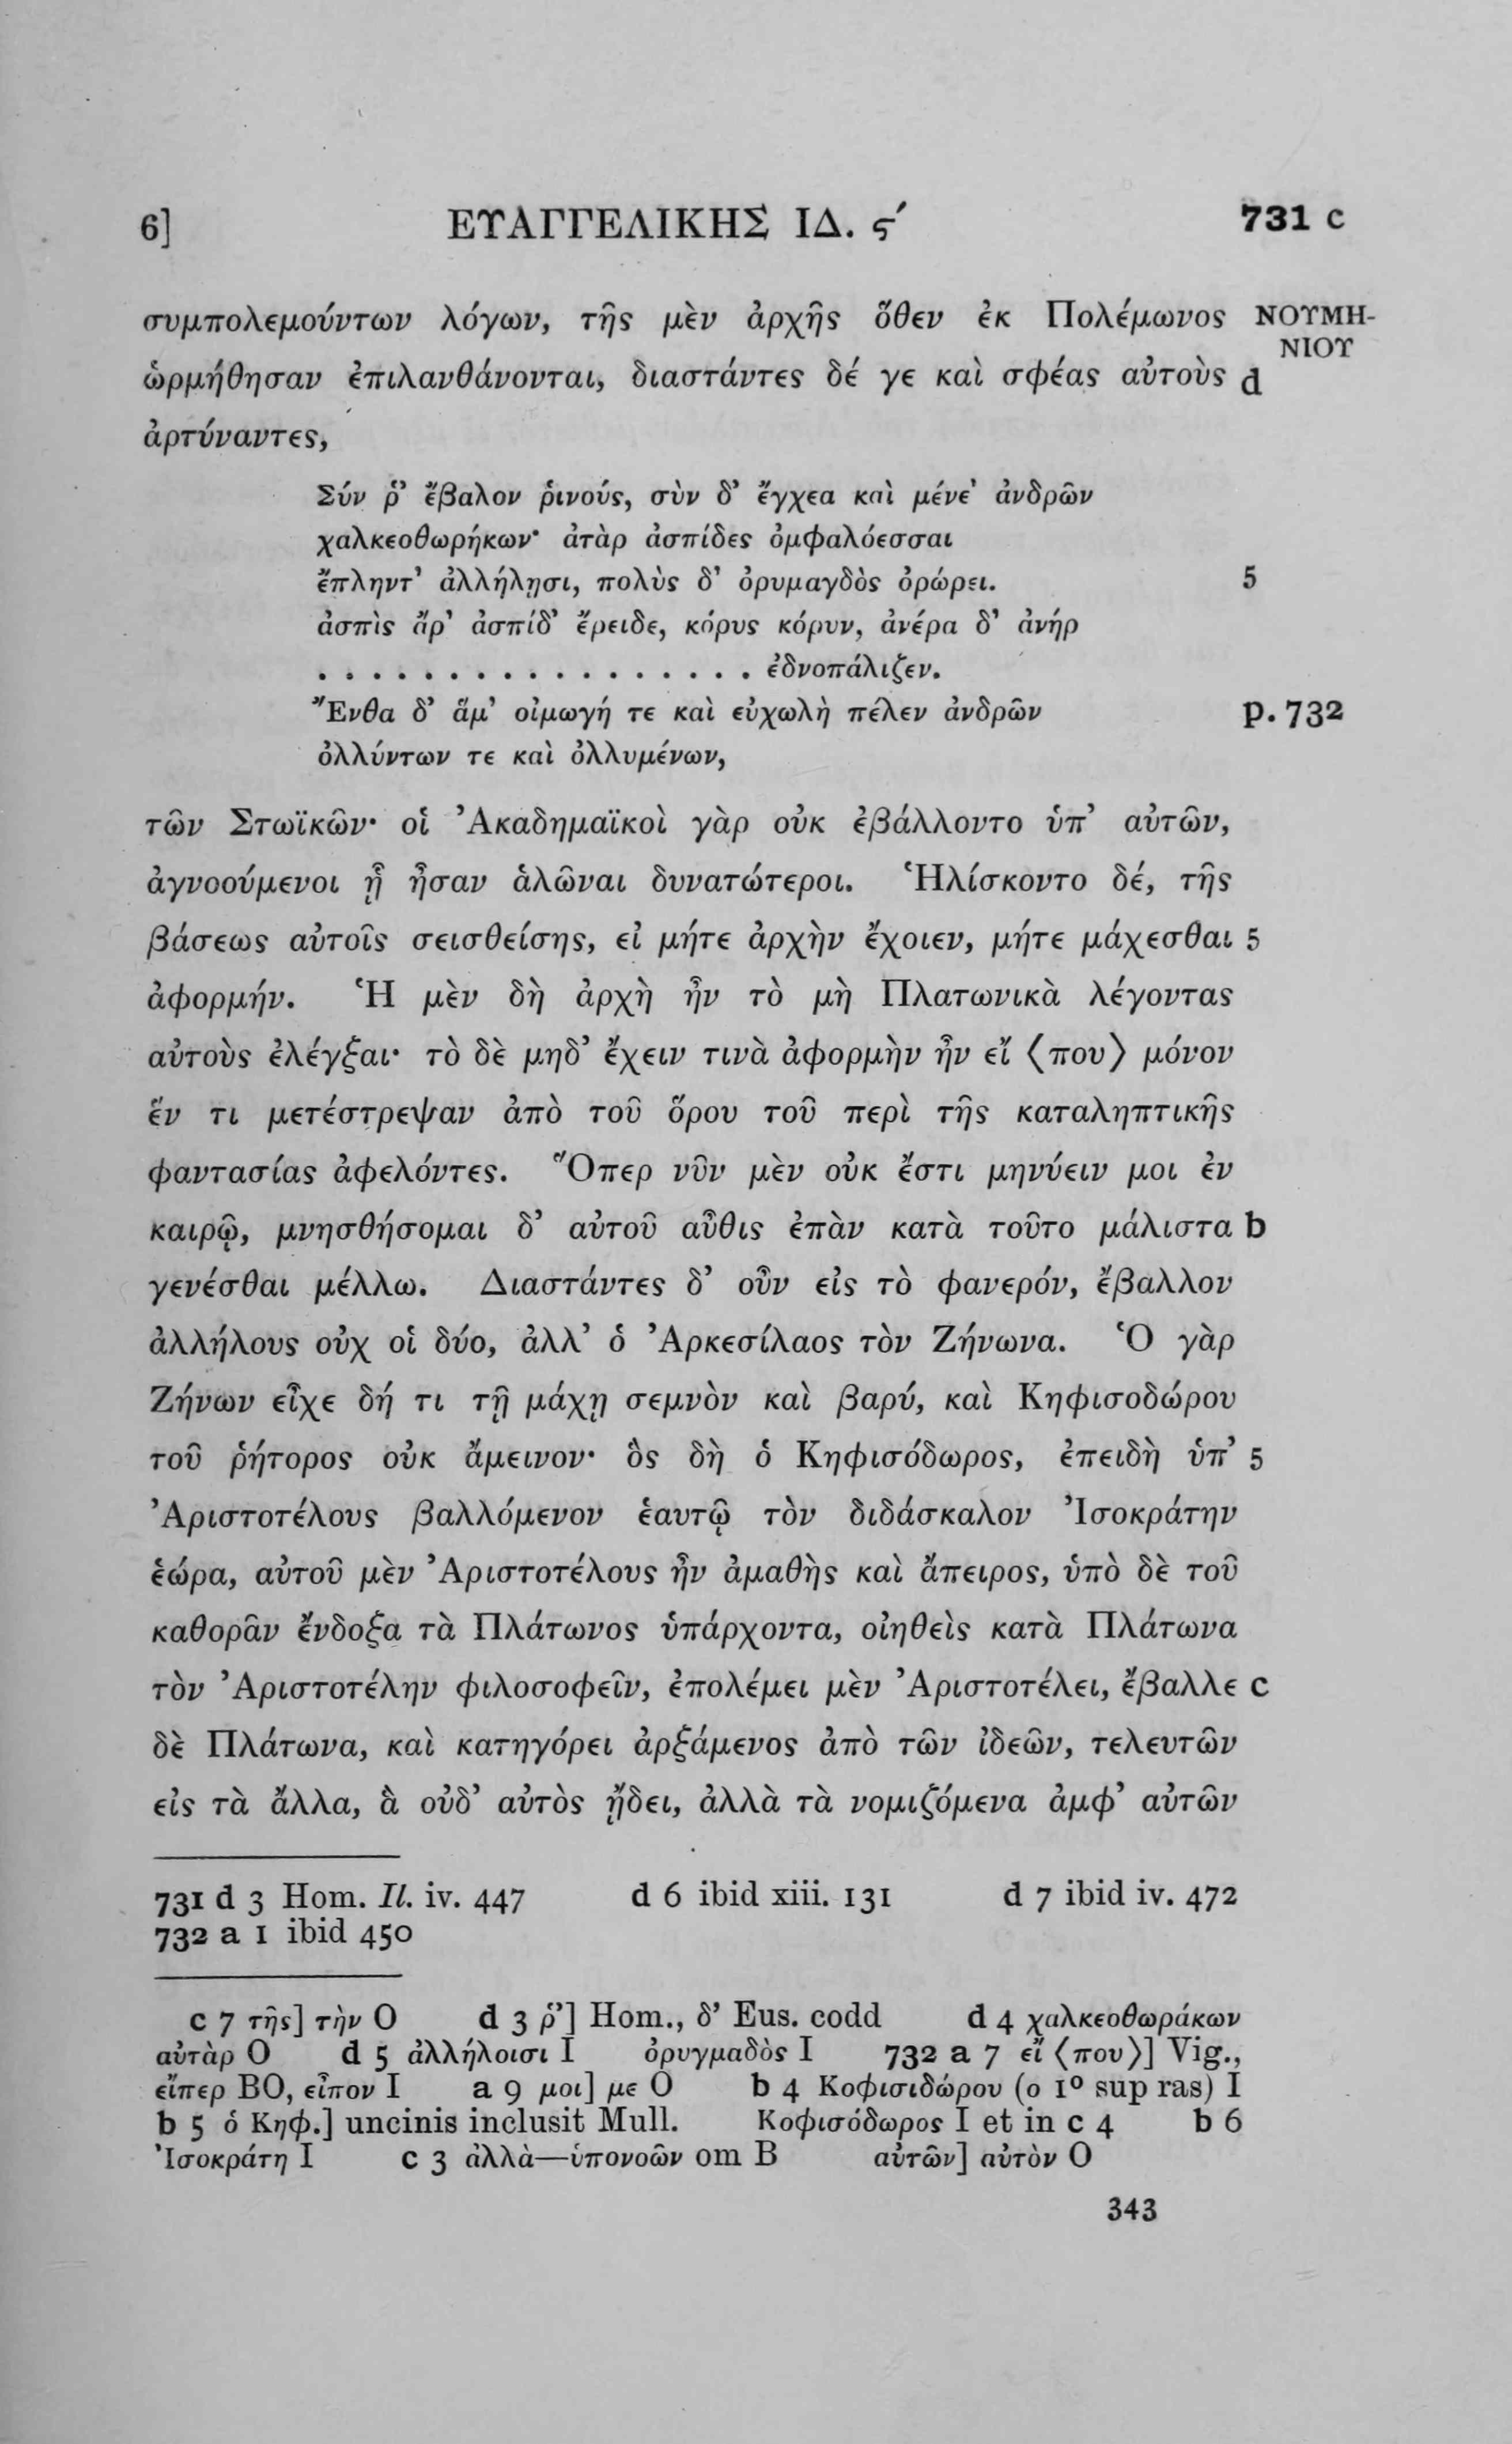 6] ΕΥΑΓΓΕΛΙΚΗΣ ΙΔ. ϛʹ 731 c
συμπολεμούντων λόγων, τῆς μὲν ἀρχῆς ὅθεν ἐκ Πολέμωνος ΝΟΥΜΗ-
ΝΙΟΥ
ὡρμήθησαν ἐπιλανθάνονται, διαστάντες δέ γε καὶ σφέας αὐτοὺς d
ἀρτύναντες,
Σύν ῥ’ ἔβαλον ῥινούς, σὺν δ’ ἔγχεα καὶ μένε’ ἀνδρῶν
χαλκεοθωρήκων· ἀτὰρ ἀσπίδες ὀμφαλόεσσαι
ἔπληντ’ ἀλλήλῃσι, πολὺς δ’ ὀρυμαγδὸς ὀρώρει. 5
ἀσπὶς ἄρ’ ἀσπίδ’ ἔρειδε, κόρυς κόρυν, ἀνέρα δ’ ἀνήρ
. . . . . . . . . . . . . . . . . ἐδνοπάλιζεν.
Ἔνθα δ’ ἅμ’ οἰμωγή τε καὶ εὐχωλὴ πέλεν ἀνδρῶν p. 732
ὀλλύντων τε καὶ ὀλλυμένων,
τῶν Στωϊκῶν· οἱ Ἀκαδημαϊκοὶ γὰρ οὐκ ἐβάλλοντο ὑπ’ αὐτῶν,
ἀγνοούμενοι ᾗ ἦσαν ἁλῶναι δυνατώτεροι. Ἡλίσκοντο δέ, τῆς
βάσεως αὐτοῖς σεισθείσης, εἰ μήτε ἀρχὴν ἔχοιεν, μήτε μάχεσθαι 5
ἀφορμήν. Ἡ μὲν δὴ ἀρχὴ ἦν τὸ μὴ Πλατωνικὰ λέγοντας
αὐτοὺς ἐλέγξαι· τὸ δὲ μηδ’ ἔχειν τινὰ ἀφορμὴν ἦν εἴ ⟨που⟩ μόνον
ἕν τι μετέστρεψαν ἀπὸ τοῦ ὅρου τοῦ περὶ τῆς καταληπτικῆς
φαντασίας ἀφελόντες. Ὅπερ νῦν μὲν οὐκ ἔστι μηνύειν μοι ἐν
καιρῷ, μνησθήσομαι δ’ αὐτοῦ αὖθις ἐπὰν κατὰ τοῦτο μάλιστα b
γενέσθαι μέλλω. Διαστάντες δ’ οὖν εἰς τὸ φανερόν, ἔβαλλον
ἀλλήλους οὐχ οἱ δύο, ἀλλ’ ὁ Ἀρκεσίλαος τὸν Ζήνωνα. Ὁ γὰρ
Ζήνων εἶχε δή τι τῇ μάχῃ σεμνὸν καὶ βαρύ, καὶ Κηφισοδώρου
τοῦ ῥήτορος οὐκ ἄμεινον· ὃς δὴ ὁ Κηφισόδωρος, ἐπειδὴ ὑπ’ 5
Ἀριστοτέλους βαλλόμενον ἑαυτῷ τὸν διδάσκαλον Ἰσοκράτην
ἑώρα, αὐτοῦ μὲν Ἀριστοτέλους ἦν ἀμαθὴς καὶ ἄπειρος, ὑπὸ δὲ τοῦ
καθορᾶν ἔνδοξα τὰ Πλάτωνος ὑπάρχοντα, οἰηθεὶς κατὰ Πλάτωνα
τὸν Ἀριστοτέλην φιλοσοφεῖν, ἐπολέμει μὲν Ἀριστοτέλει, ἔβαλλε c
δὲ Πλάτωνα, καὶ κατηγόρει ἀρξάμενος ἀπὸ τῶν ἰδεῶν, τελευτῶν
εἰς τὰ ἄλλα, ἃ οὐδ’ αὐτὸς ᾔδει, ἀλλὰ τὰ νομιζόμενα ἀμφ’ αὐτῶν
731 d 3 Hom. Il. iv. 447 d 6 ibid xiii. 131 d 7 ibid iv. 472
732 a 1 ibid 450
c 7 τῆς] τὴν O d 3 ῥ’] Hom., δ’ Eus. codd d 4 χαλκεοθωράκων
αὐτὰρ O d 5 ἀλλήλοισι I ὀρυγμαδὸς I 732 a 7 εἴ ⟨που⟩] Vig.,
εἴπερ BO, εἶπον I a 9 μοι] με O b 4 Κοφισιδώρου (ο 1º sup ras) I
b 5 ὁ Κηφ.] uncinis inclusit Mull. Κοφισόδωρος I et in c 4 b 6
Ἰσοκράτη I c 3 ἀλλὰ—ὑπονοῶν om B αὐτῶν] αὐτὸν O
343